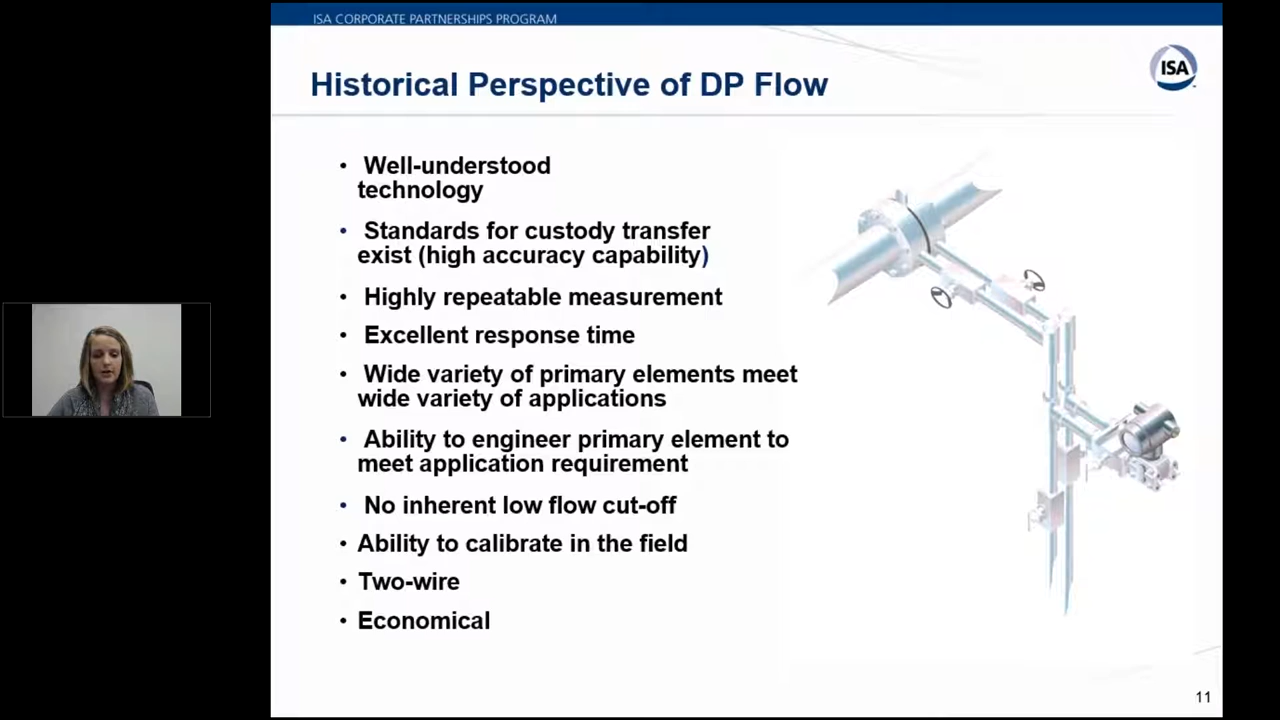 ISA CORPORATE PARTNERSHIPS PROGRAM
ISA
Historical Perspective of DP Flow
• Well-understood
technology
• Standards for custody transfer
exist (high accuracy capability)
• Highly repeatable measurement
• Excellent response time
• Wide variety of primary elements meet
wide variety of applications
• Ability to engineer primary element to
meet application requirement
• No inherent low flow cut-off
• Ability to calibrate in the field
• Two-wire
• Economical
11